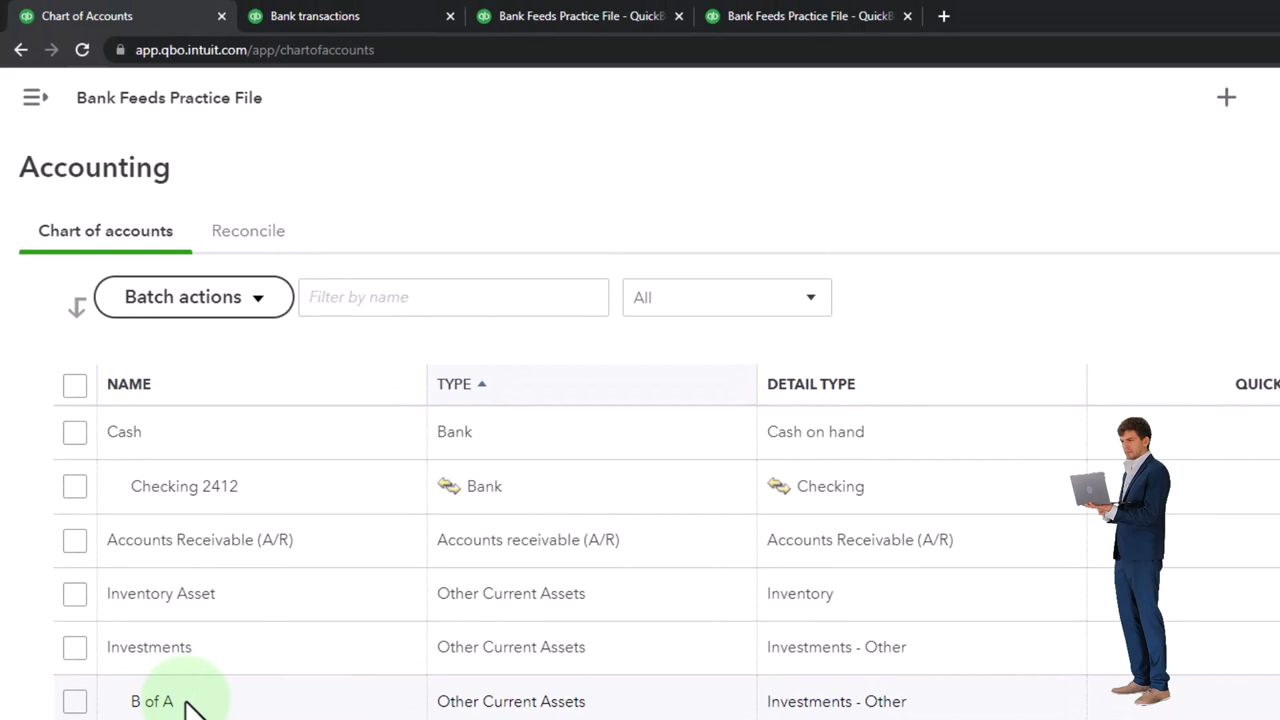 Chart of Accounts
Bank transactions
Bank Feeds Practice File - QuickB
Bank Feeds Practice File - QuickB
app.qbo.intuit.com/app/chartofaccounts
Bank Feeds Practice File
Accounting
Chart of accounts Reconcile
Batch actions Filter by name All
NAME TYPE DETAIL TYPE QUICK
Cash Bank Cash on hand
Checking 2412 Bank Checking
Accounts Receivable (A/R) Accounts receivable (A/R) Accounts Receivable (A/R)
Inventory Asset Other Current Assets Inventory
Investments Other Current Assets Investments - Other
B of A Other Current Assets Investments - Other